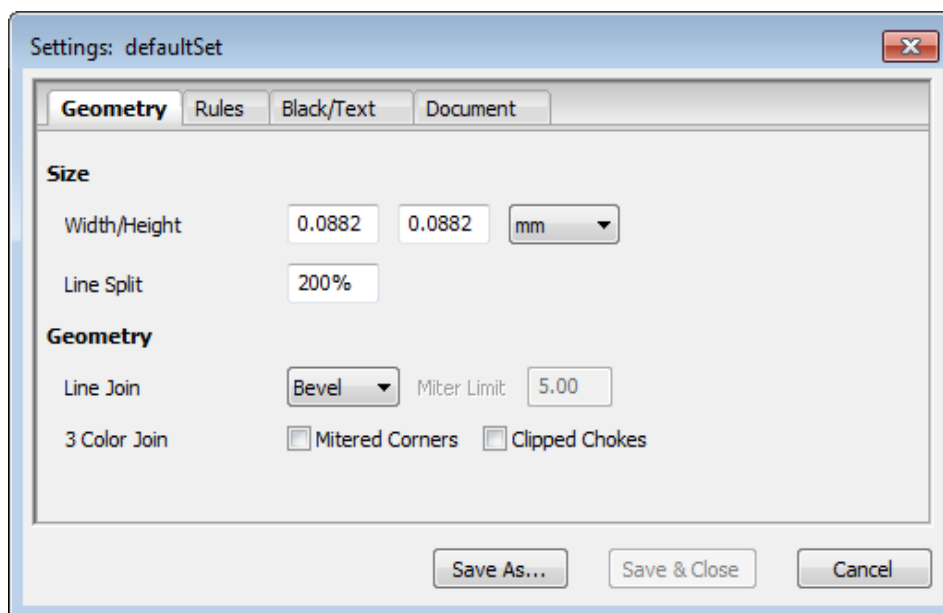 Settings: defaultSet
Geometry Rules Black/Text Document
Size
Width/Height 0.0882 0.0882 mm
Line Split 200%
Geometry
Line Join Bevel Miter Limit 5.00
3 Color Join Mitered Corners Clipped Chokes
Save As... Save & Close Cancel